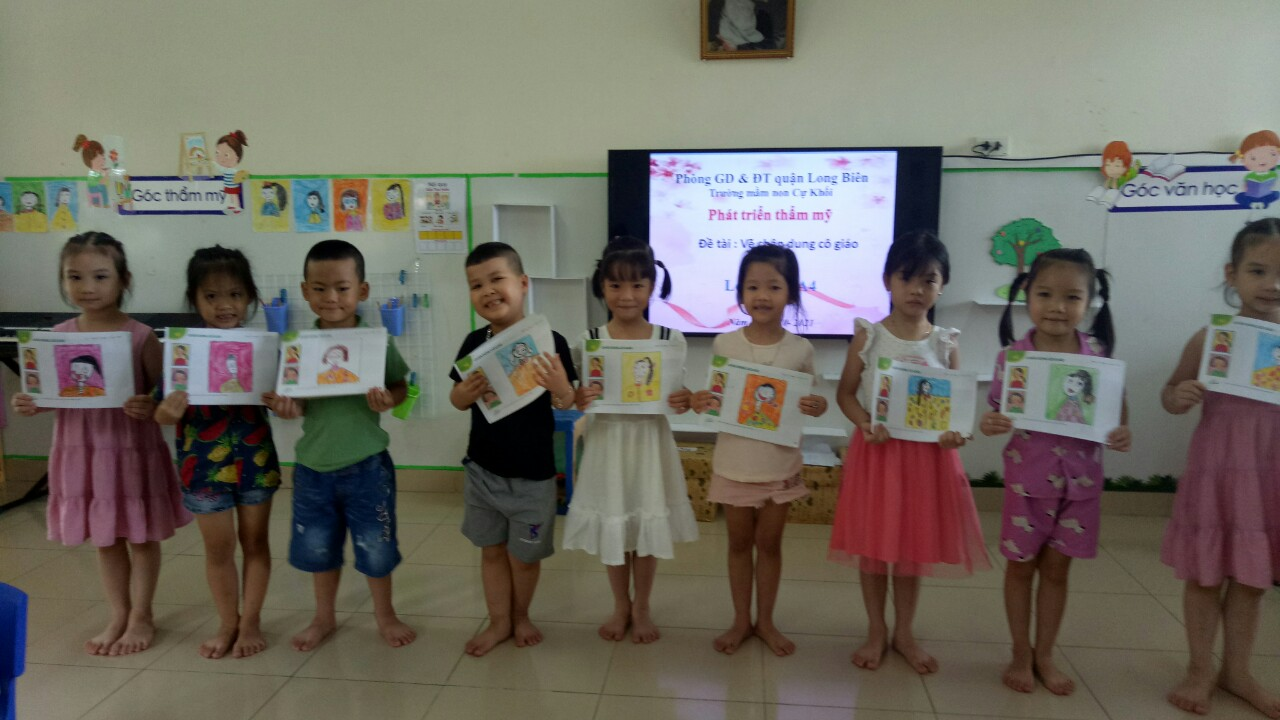 Góc thẩm mỹ
Phòng GD & ĐT quận Long Biên
Trường mầm non Cự Khối
Phát triển thẩm mỹ
Đề tài : Vẽ chân dung cô giáo
A4
Góc văn học